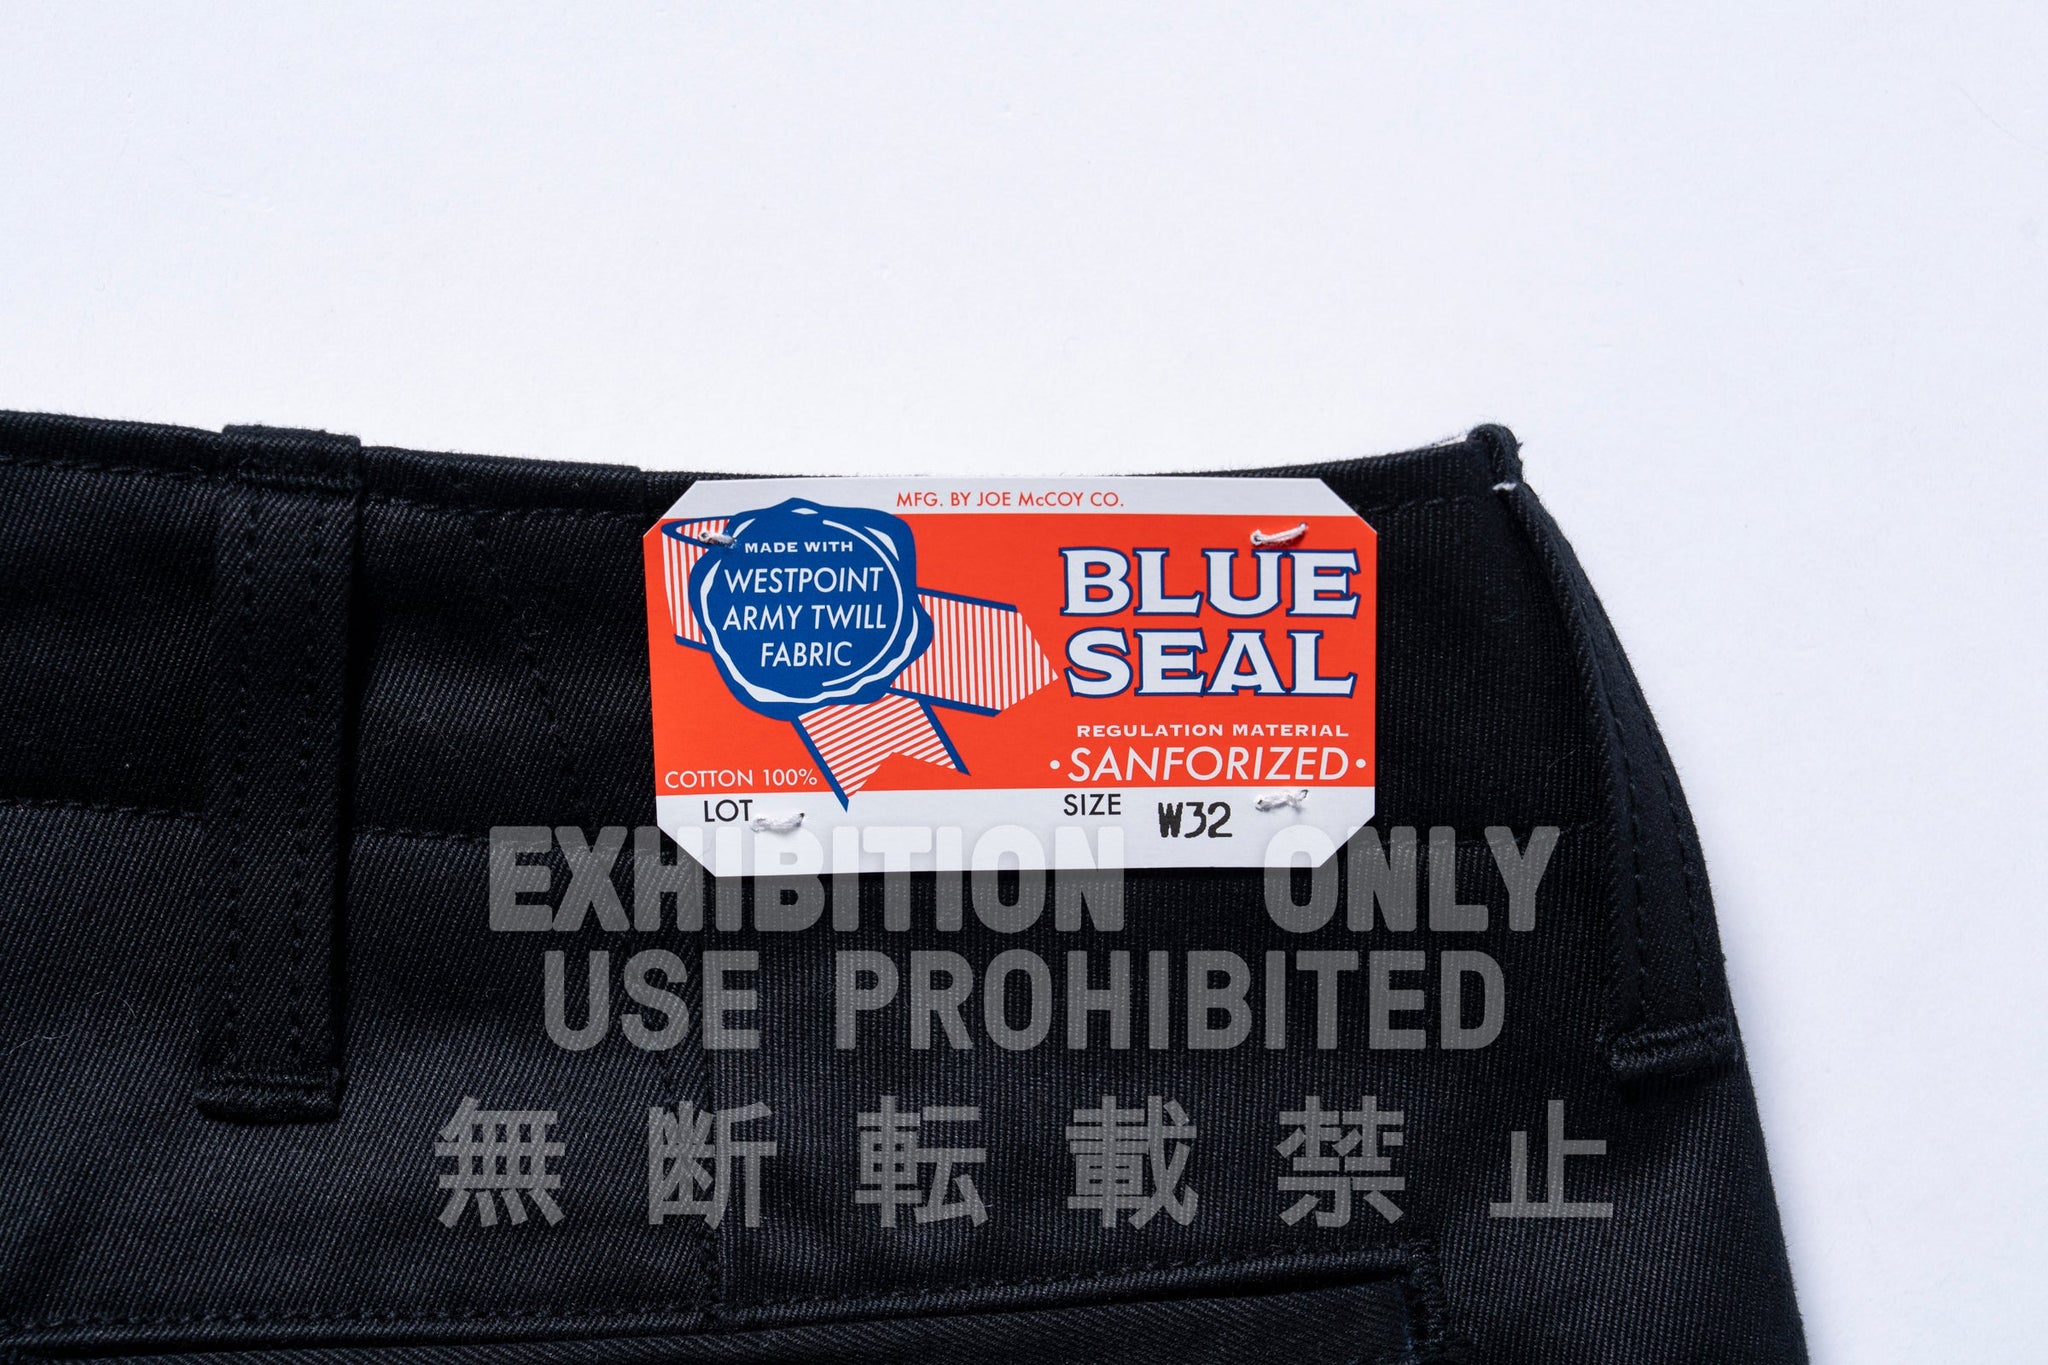 MFG. BY JOE McCOY CO.
MADE WITH
WESTPOINT
ARMY TWILL
FABRIC
BLUE
SEAL
REGULATION MATERIAL
·SANFORIZED·
COTTON 100%
LOT
SIZE W32
EXHIBITION ONLY
USE PROHIBITED
無断転載禁止